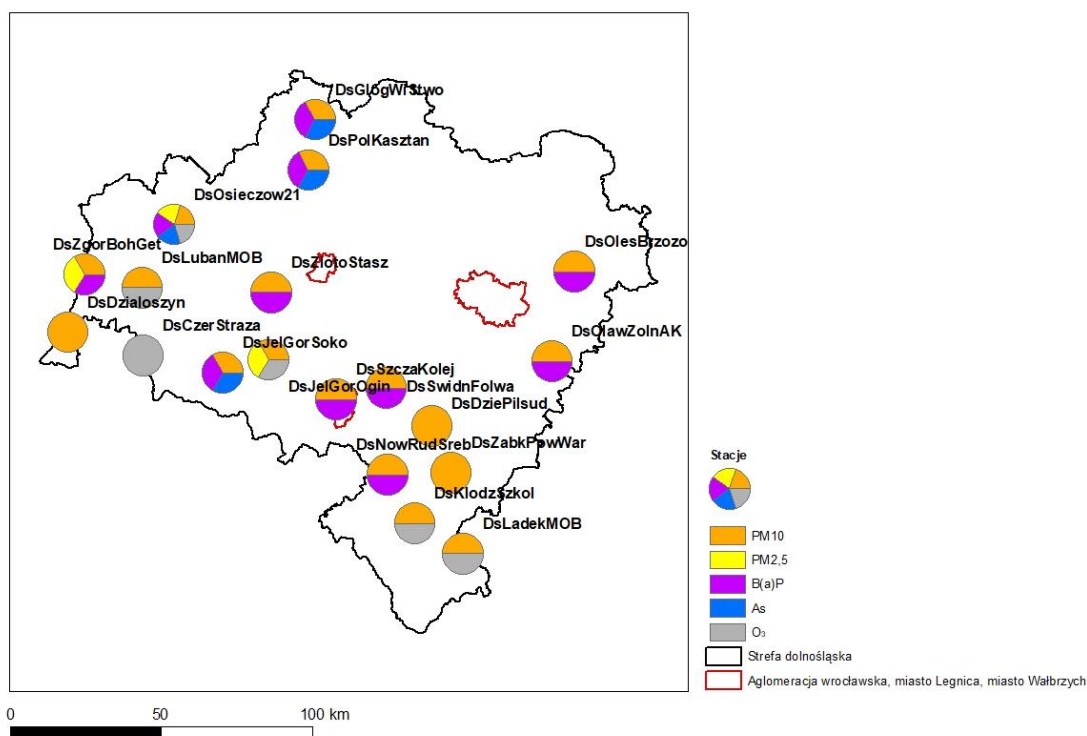 DsGlogWiStwo
DsPolKasztan
DsOsieczow21
DsZgorBohGet
DsLubanMOB
DsZlotoStasz
DsOlesBrzozo
DsDzialoszyn
DsCzerStraza
DsOlawZolnAK
DsJelGorSoko
DsSzczaKolej
DsJelGorOgin
DsSwidnFolwa
DsDziePilsud
DsNowRudSreb
DsZabkPowWar
DsKlodzSzkol
DsLadekMOB
Stacje
PM10
PM2,5
B(a)P
As
O₃
Strefa dolnośląska
Aglomeracja wrocławska, miasto Legnica, miasto Wałbrzych
0 50 100 km